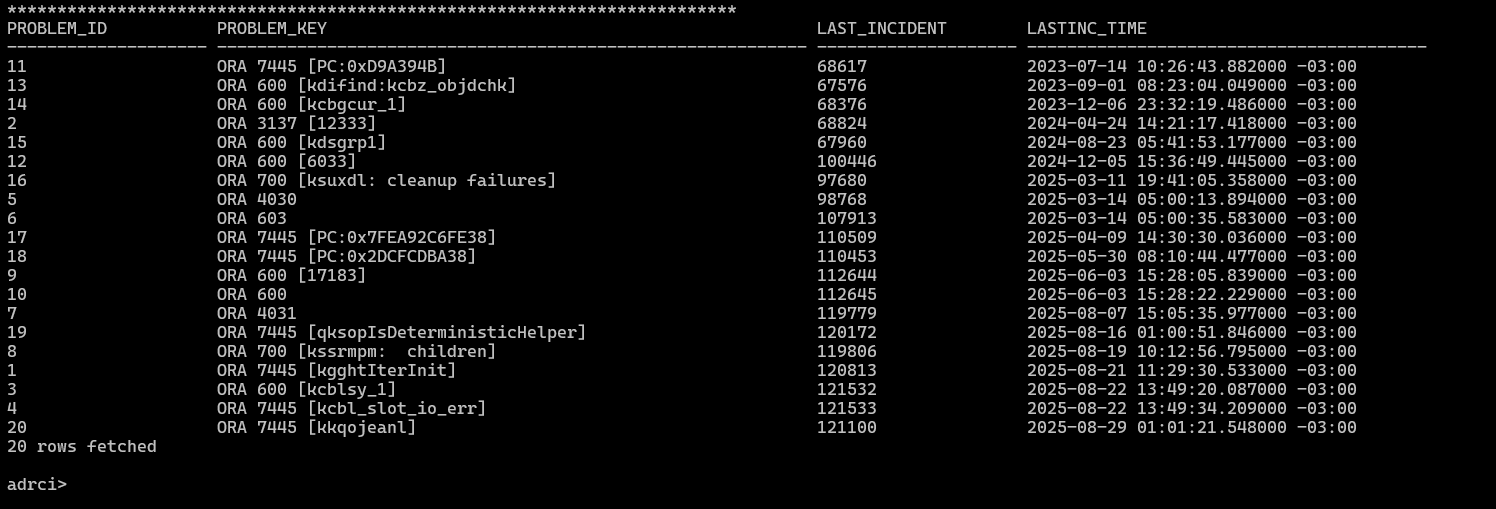 *************************************************************************
PROBLEM_ID           PROBLEM_KEY                                                 LAST_INCIDENT        LASTINC_TIME
-------------------- ----------------------------------------------------------- -------------------- ----------------------------------------
11                   ORA 7445 [PC:0xD9A394B]                                     68617                2023-07-14 10:26:43.882000 -03:00
13                   ORA 600 [kdifind:kcbz_objdchk]                              67576                2023-09-01 08:23:04.049000 -03:00
14                   ORA 600 [kcbgcur_1]                                         68376                2023-12-06 23:32:19.486000 -03:00
2                    ORA 3137 [12333]                                            68824                2024-04-24 14:21:17.418000 -03:00
15                   ORA 600 [kdsgrp1]                                           67960                2024-08-23 05:41:53.177000 -03:00
12                   ORA 600 [6033]                                              100446               2024-12-05 15:36:49.445000 -03:00
16                   ORA 700 [ksuxdl: cleanup failures]                          97680                2025-03-11 19:41:05.358000 -03:00
5                    ORA 4030                                                    98768                2025-03-14 05:00:13.894000 -03:00
6                    ORA 603                                                     107913               2025-03-14 05:00:35.583000 -03:00
17                   ORA 7445 [PC:0x7FEA92C6FE38]                                110509               2025-04-09 14:30:30.036000 -03:00
18                   ORA 7445 [PC:0x2DCFCDBA38]                                  110453               2025-05-30 08:10:44.477000 -03:00
9                    ORA 600 [17183]                                             112644               2025-06-03 15:28:05.839000 -03:00
10                   ORA 600                                                     112645               2025-06-03 15:28:22.229000 -03:00
7                    ORA 4031                                                    119779               2025-08-07 15:05:35.977000 -03:00
19                   ORA 7445 [qksopIsDeterministicHelper]                       120172               2025-08-16 01:00:51.846000 -03:00
8                    ORA 700 [kssrmpm:  children]                                119806               2025-08-19 10:12:56.795000 -03:00
1                    ORA 7445 [kgghtIterInit]                                    120813               2025-08-21 11:29:30.533000 -03:00
3                    ORA 600 [kcblsy_1]                                          121532               2025-08-22 13:49:20.087000 -03:00
4                    ORA 7445 [kcbl_slot_io_err]                                 121533               2025-08-22 13:49:34.209000 -03:00
20                   ORA 7445 [kkqojeanl]                                        121100               2025-08-29 01:01:21.548000 -03:00
20 rows fetched
adrci>